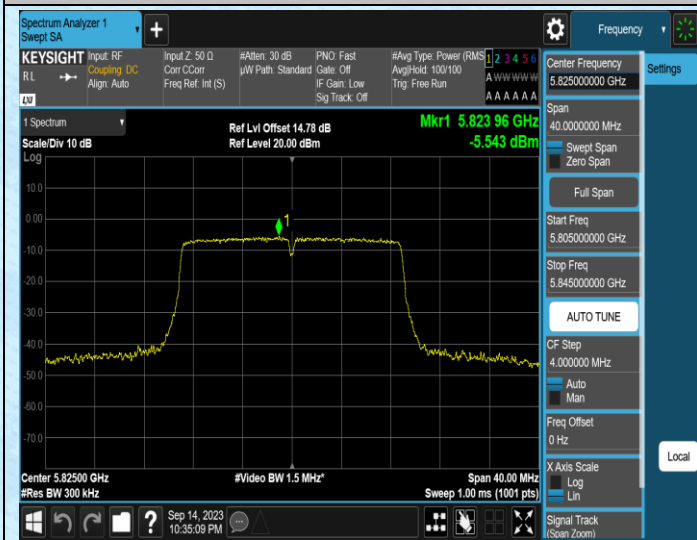 Spectrum Analyzer 1
Swept SA
+
Frequency
KEYSIGHT
RL
LXI
Input: RF
Coupling: DC
Align: Auto
Input Z: 50 Ω
Corr CCorr
Freq Ref: Int (S)
#Atten: 30 dB
µW Path: Standard
PNO: Fast
Gate: Off
IF Gain: Low
Sig Track: Off
#Avg Type: Power (RMS
Avg|Hold: 100/100
Trig: Free Run
1 2 3 4 5 6
A W W W W W
A A A A A A
1 Spectrum
Scale/Div 10 dB
Log
Ref Lvl Offset 14.78 dB
Ref Level 20.00 dBm
Mkr1 5.823 96 GHz
-5.543 dBm
1
10.0
0.00
-10.0
-20.0
-30.0
-40.0
-50.0
-60.0
-70.0
Center 5.82500 GHz
#Res BW 300 kHz
#Video BW 1.5 MHz*
Span 40.00 MHz
Sweep 1.00 ms (1001 pts)
?
Sep 14, 2023
10:35:09 PM
Center Frequency
5.825000000 GHz
Settings
Span
40.0000000 MHz
Swept Span
Zero Span
Full Span
Start Freq
5.805000000 GHz
Stop Freq
5.845000000 GHz
AUTO TUNE
CF Step
4.000000 MHz
Auto
Man
Freq Offset
0 Hz
X Axis Scale
Log
Lin
Local
Signal Track
(Span Zoom)